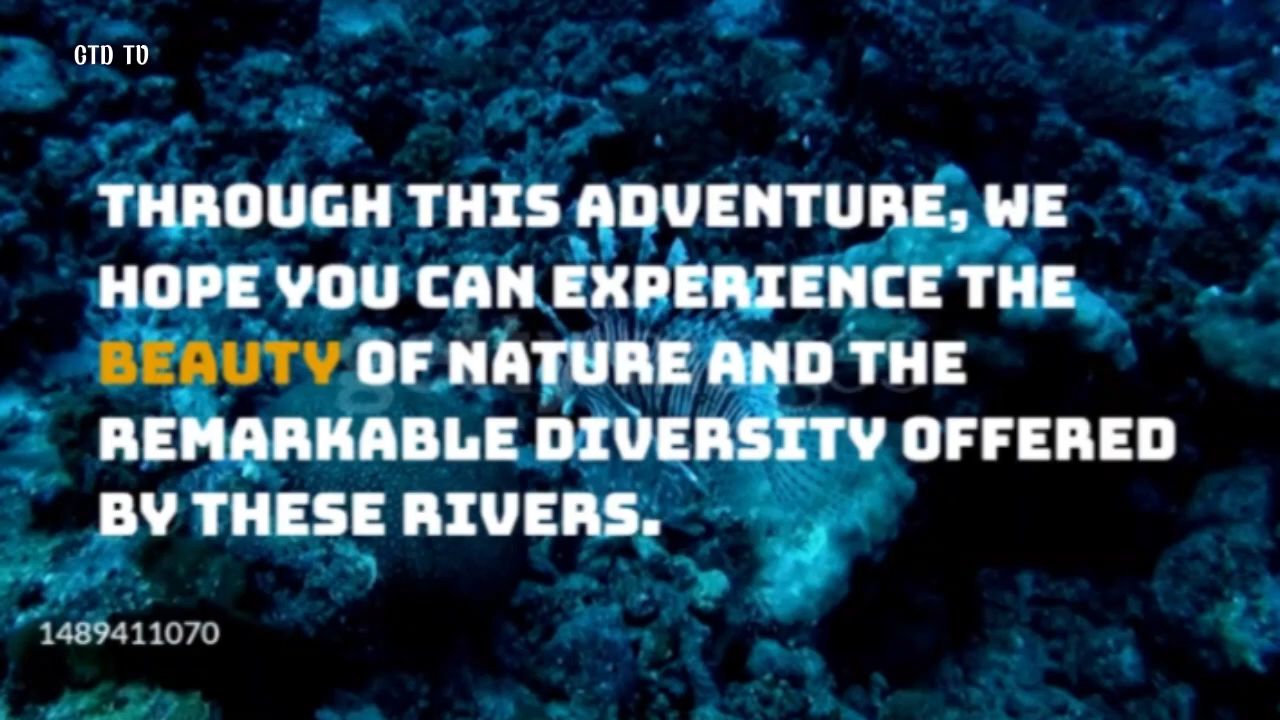 GTD TV
THROUGH THIS ADVENTURE, WE
HOPE YOU CAN EXPERIENCE THE
BEAUTY OF NATURE AND THE
REMARKABLE DIVERSITY OFFERED
BY THESE RIVERS.
gettyimages
1489411070